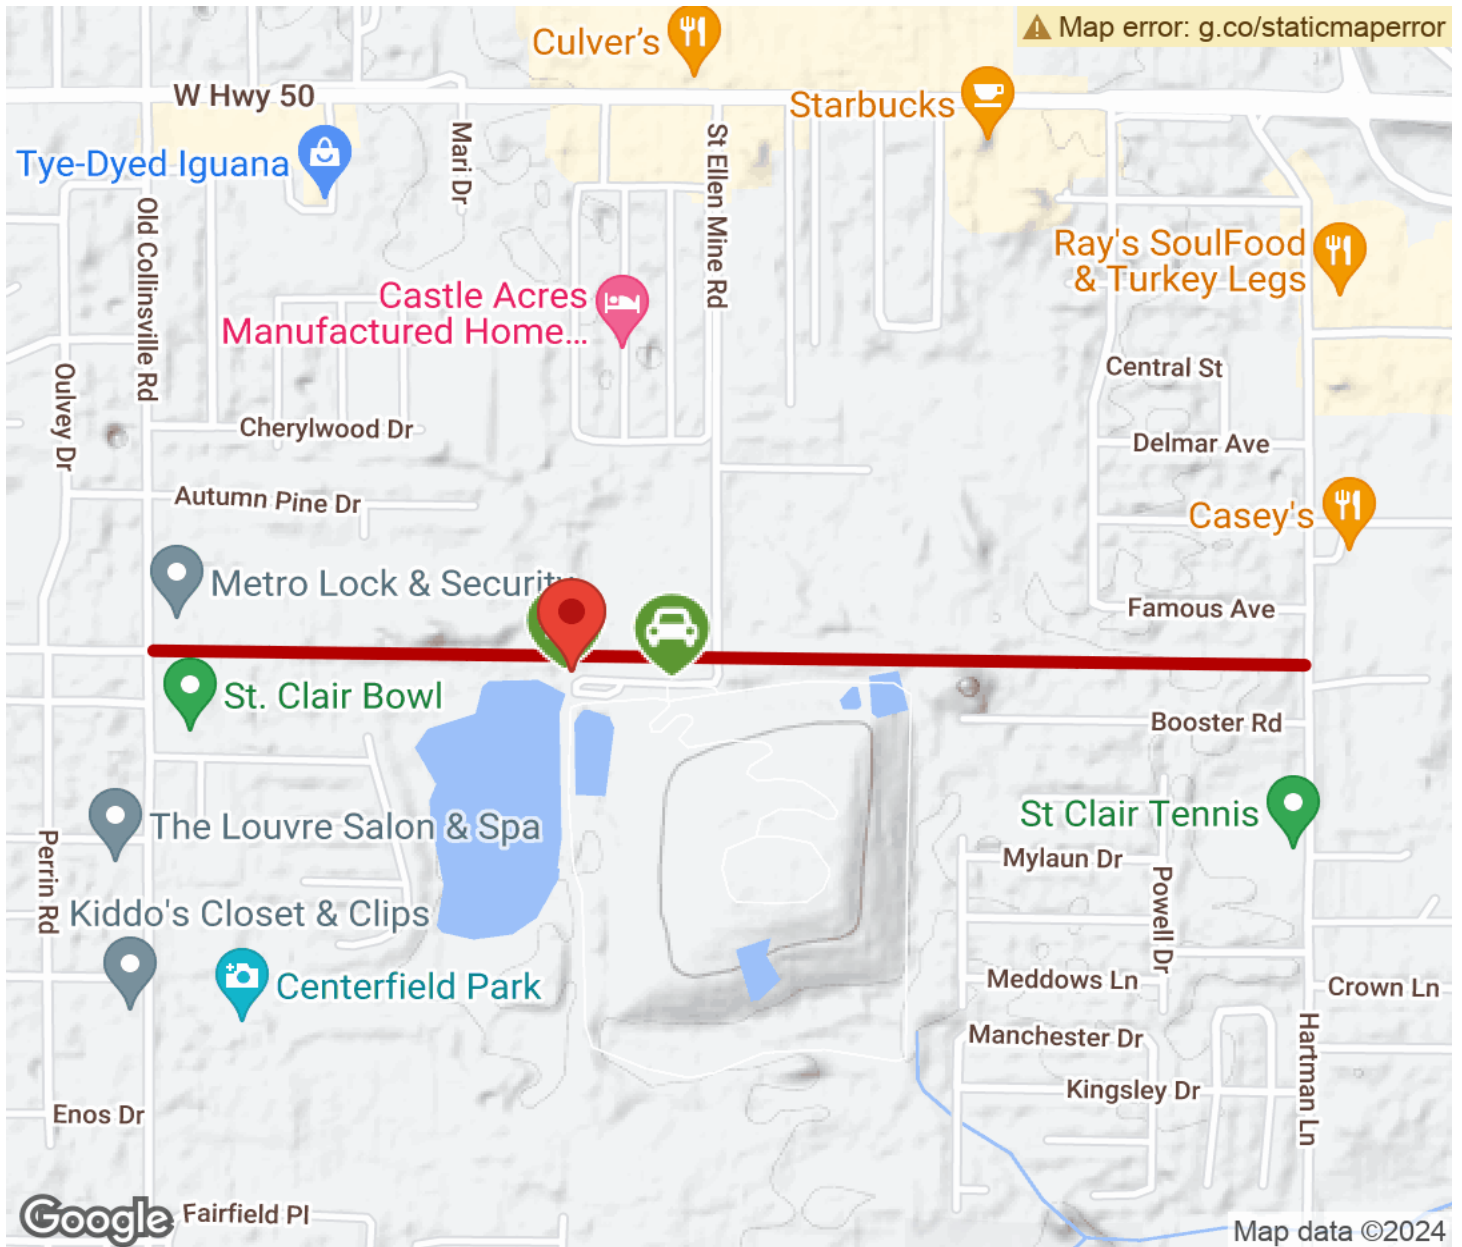 Map error: g.co/staticmaperror
Culver's
W Hwy 50
Starbucks
Tye-Dyed Iguana
Mari Dr
St Ellen Mine Rd
Old Collinsville Rd
Ray's SoulFood
& Turkey Legs
Castle Acres
Manufactured Home...
Oulvey Dr
Central St
Cherylwood Dr
Delmar Ave
Autumn Pine Dr
Casey's
Metro Lock & Security
Famous Ave
St. Clair Bowl
Booster Rd
St Clair Tennis
The Louvre Salon & Spa
Perrin Rd
Mylaun Dr
Powell Dr
Kiddo's Closet & Clips
Centerfield Park
Meddows Ln
Crown Ln
Manchester Dr
Hartman Ln
Kingsley Dr
Enos Dr
Google
Fairfield Pl
Map data ©2024